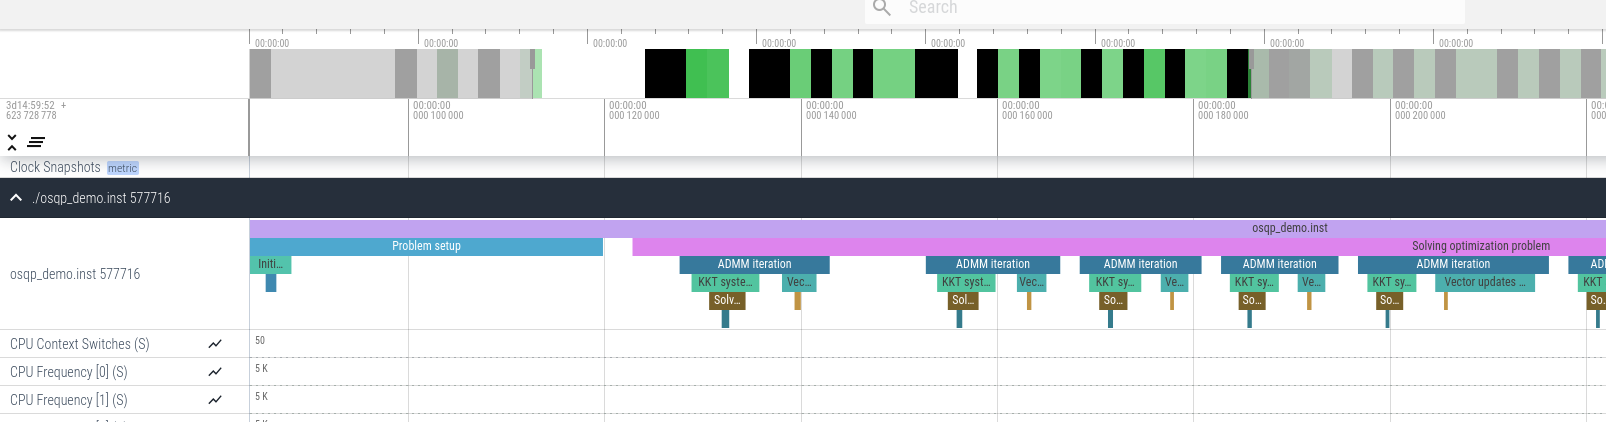 Search
00:00:00 00:00:00 00:00:00 00:00:00 00:00:00 00:00:00 00:00:00 00:00:00
3d14:59:52 + 00:00:00 00:00:00 00:00:00 00:00:00 00:00:00 00:00:00
623 728 778 000 100 000 000 120 000 000 140 000 000 160 000 000 180 000 000 200 000
Clock Snapshots metric
./osqp_demo.inst 577716
osqp_demo.inst
Problem setup Solving optimization problem
osqp_demo.inst 577716
Initi... ADMM iteration ADMM iteration ADMM iteration ADMM iteration ADMM iteration
KKT syste... Vec... KKT syst... Vec... KKT sy... Ve... KKT sy... Ve... KKT sy... Vector updates ... KKT
Solv... Sol... So... So... So... So...
CPU Context Switches (S) 50
CPU Frequency [0] (S) 5 K
CPU Frequency [1] (S) 5 K